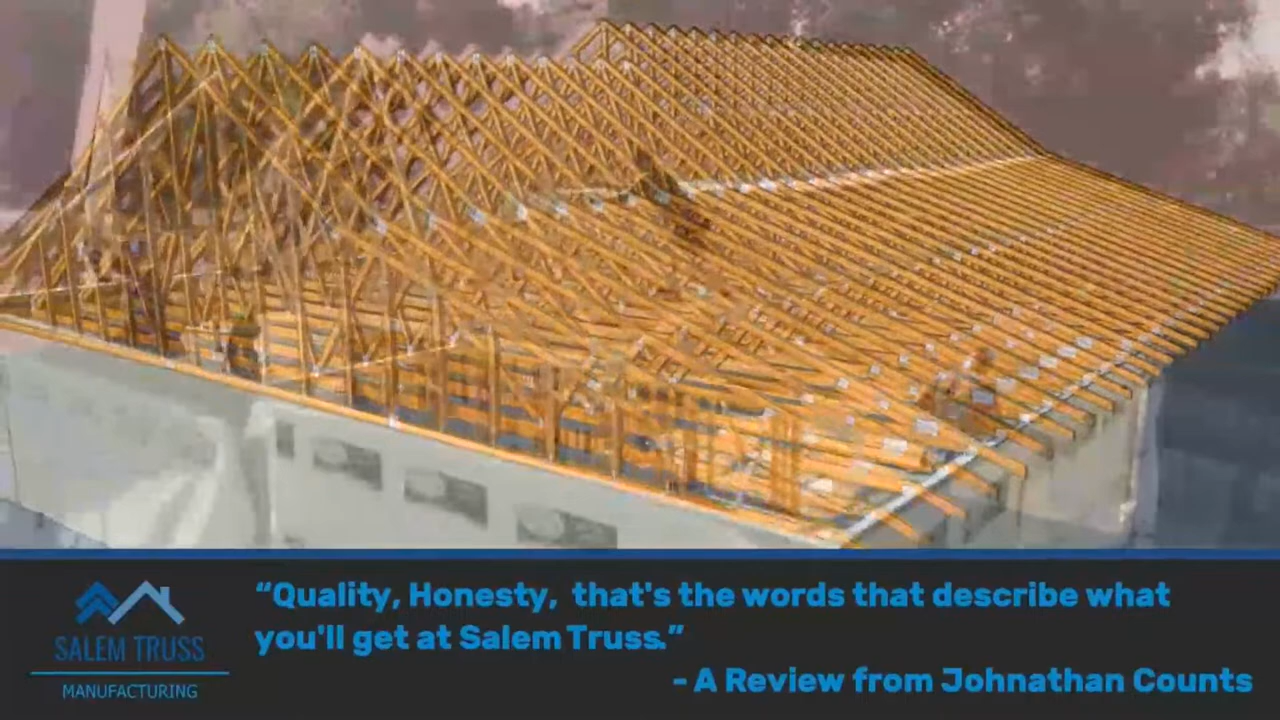 “Quality, Honesty, that's the words that describe what
you'll get at Salem Truss.”
- A Review from Johnathan Counts
SALEM TRUSS
MANUFACTURING